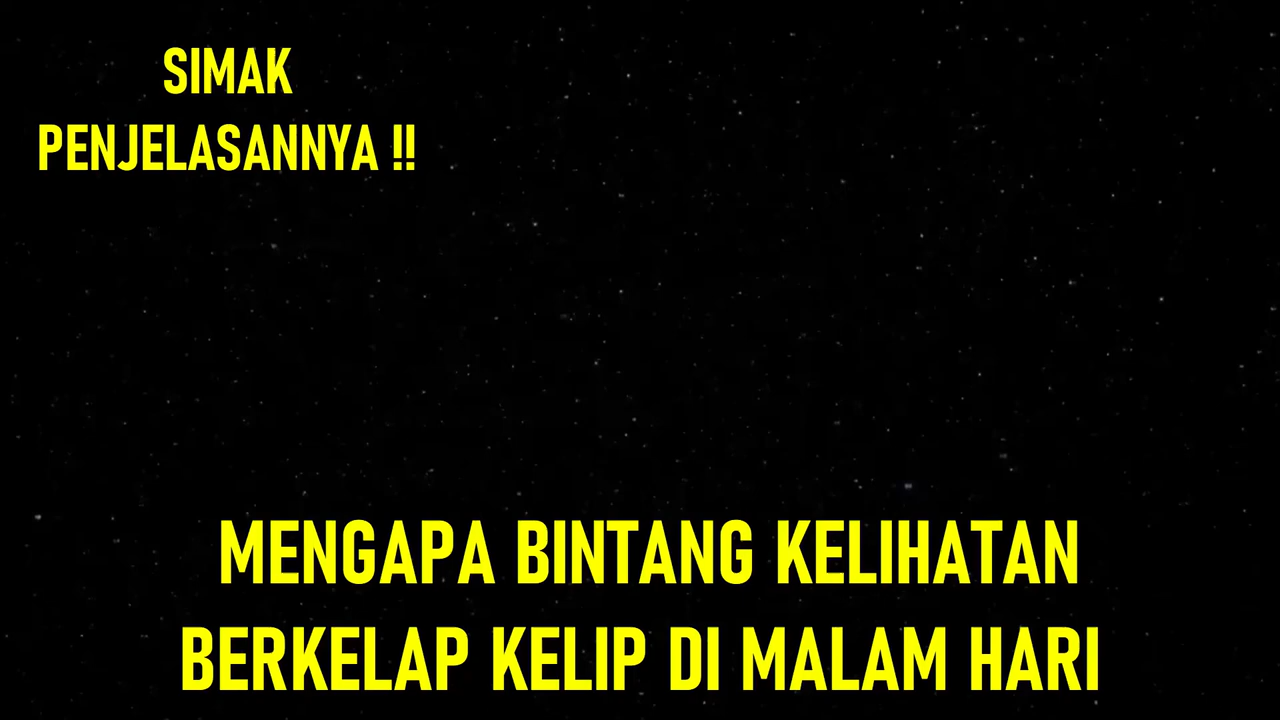 SIMAK
PENJELASANNYA !!
MENGAPA BINTANG KELIHATAN
BERKELAP KELIP DI MALAM HARI